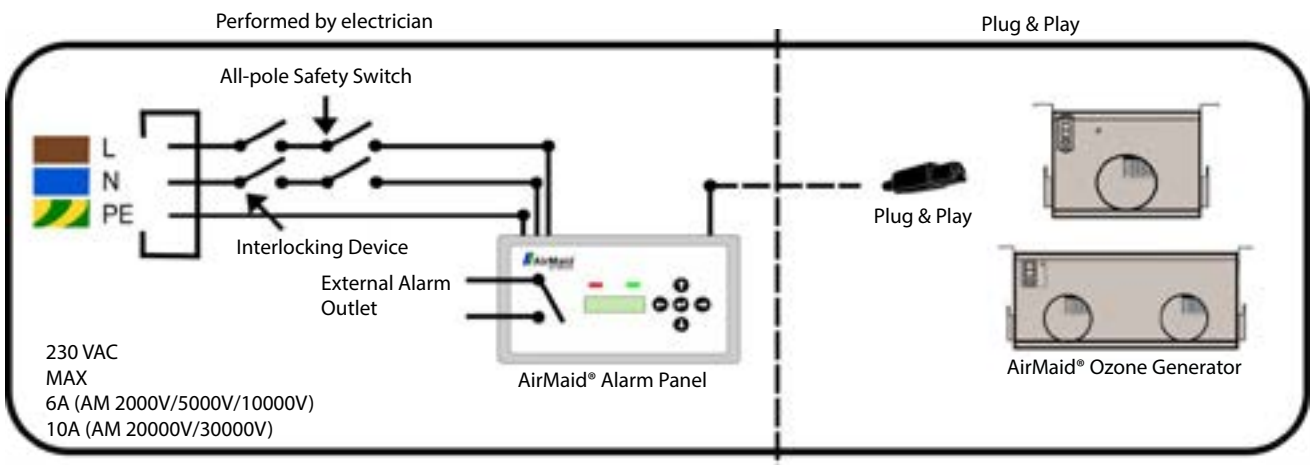 Performed by electrician
Plug & Play
All-pole Safety Switch
L
N
PE
Interlocking Device
Plug & Play
AirMaid
External Alarm
Outlet
230 VAC
MAX
6A (AM 2000V/5000V/10000V)
10A (AM 20000V/30000V)
AirMaid® Alarm Panel
AirMaid® Ozone Generator